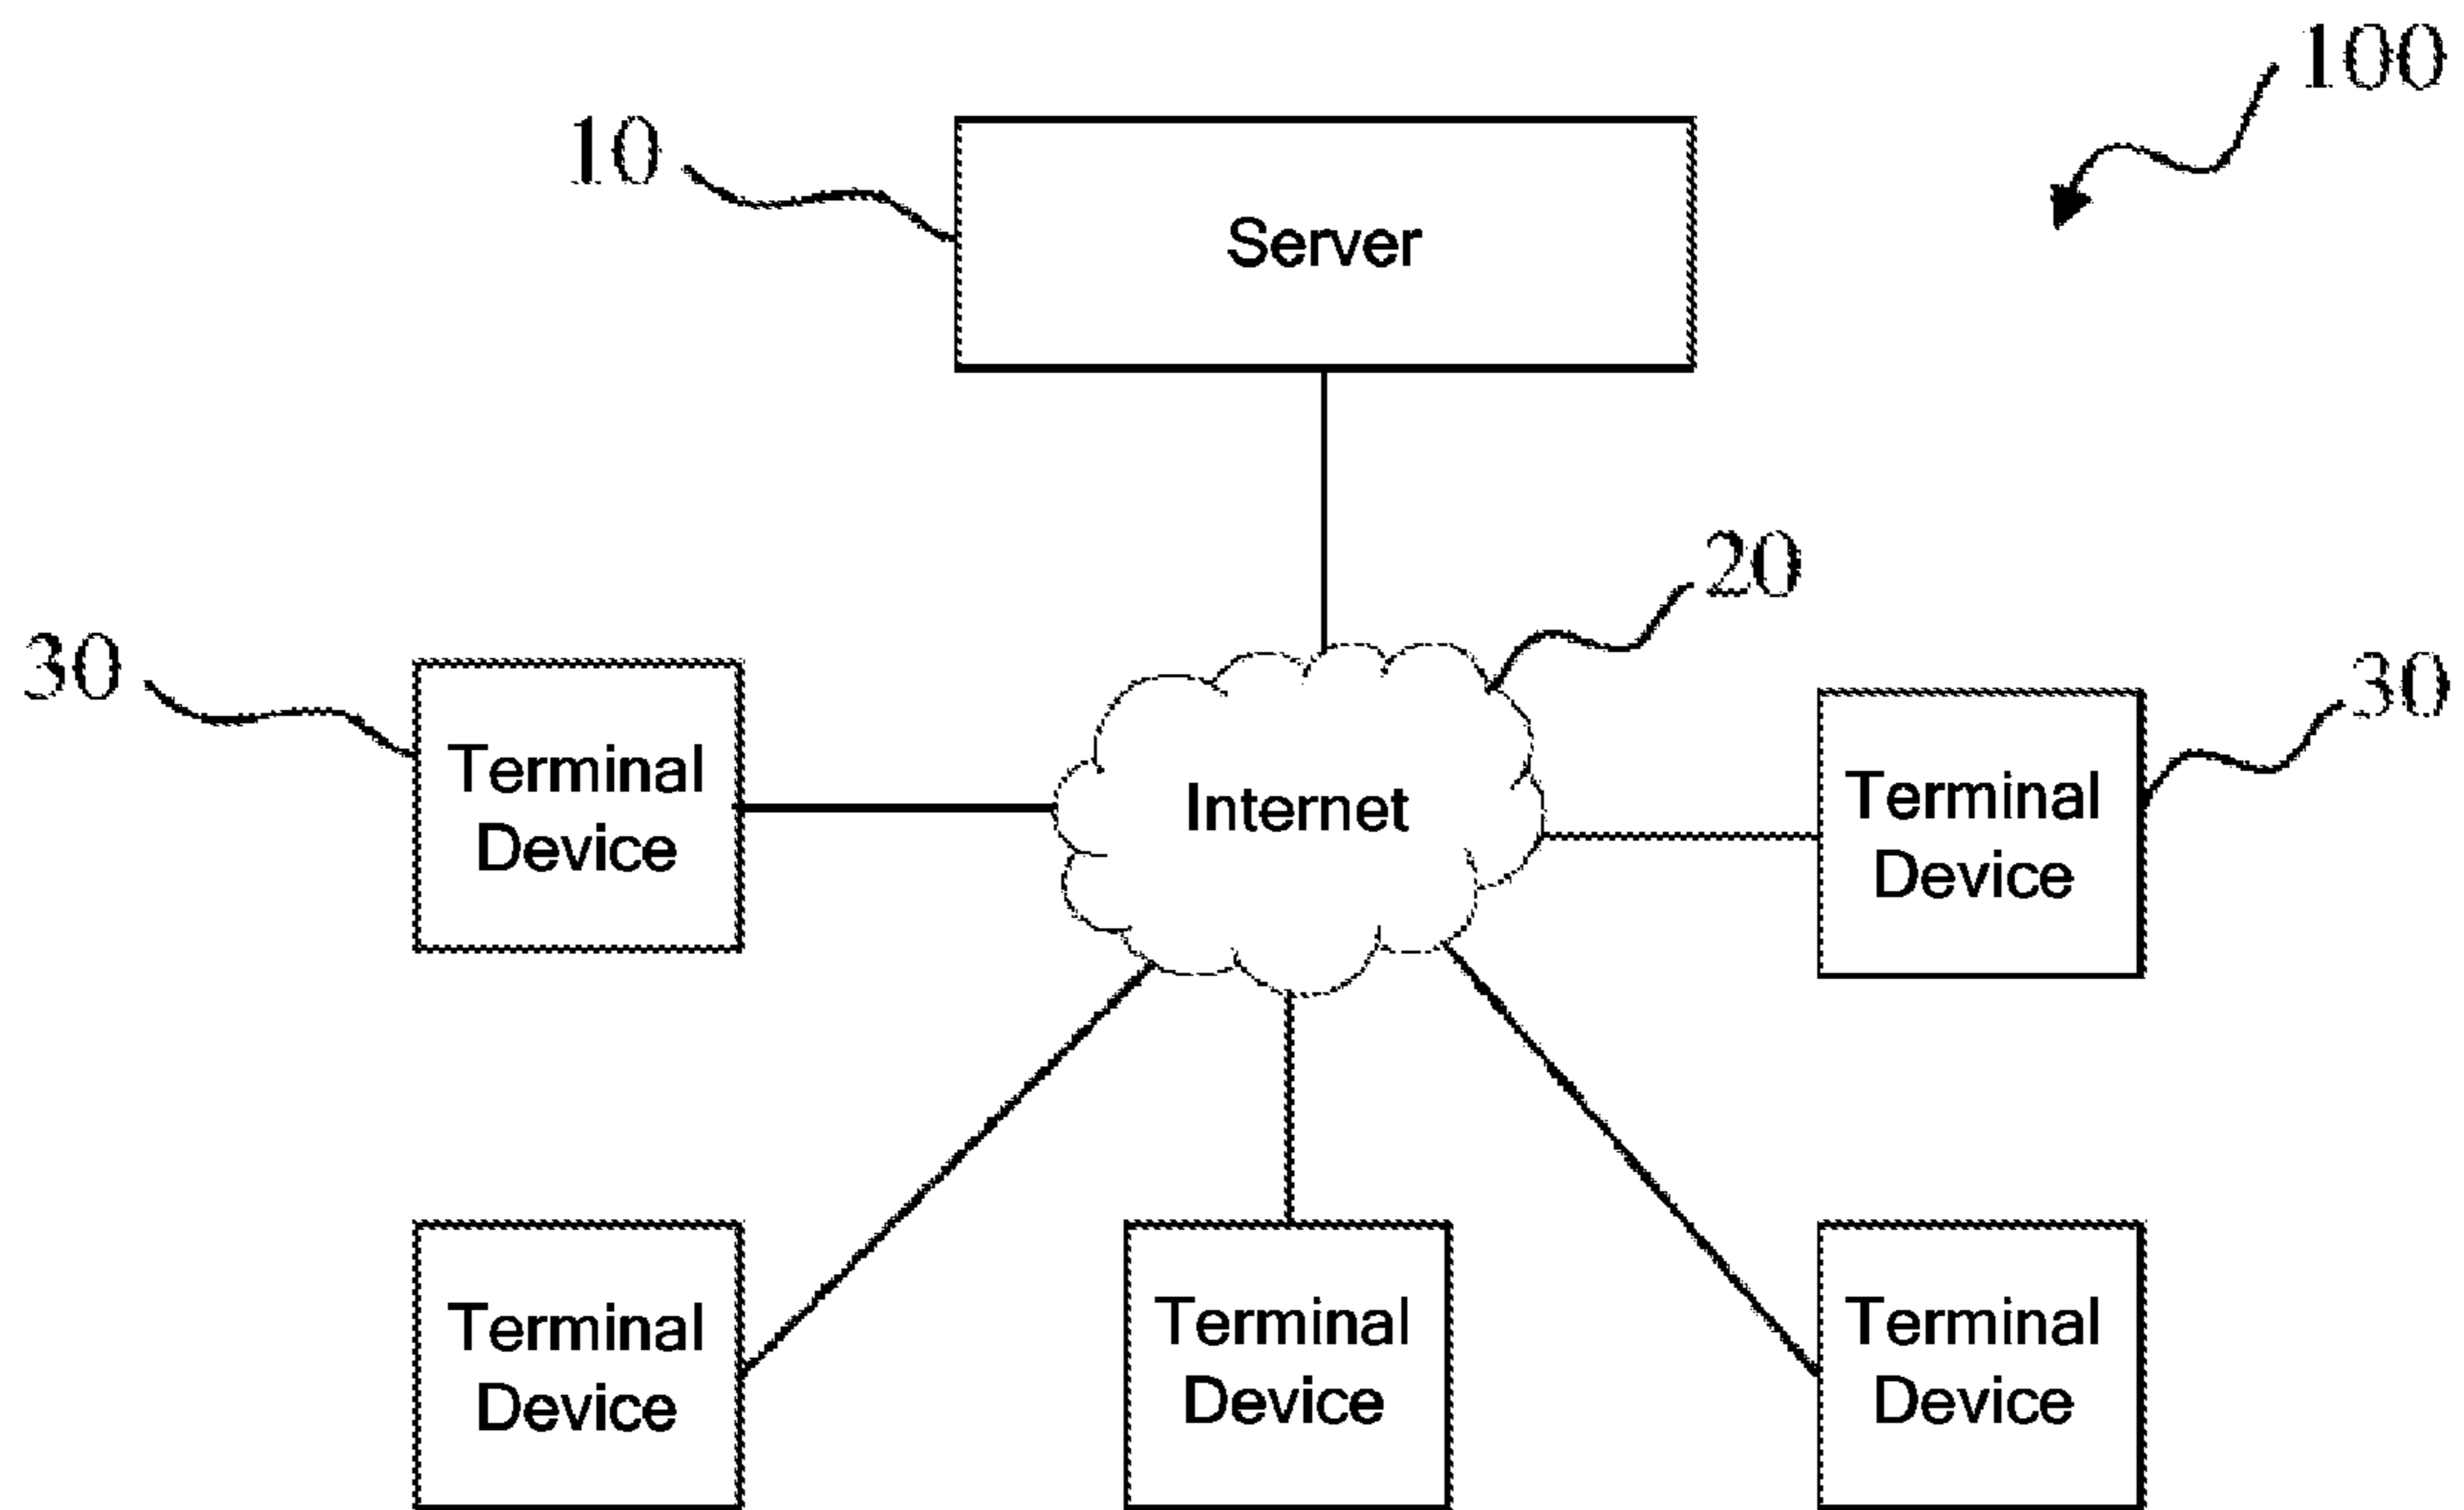 100
10
Server
20
30
30
Terminal
Device
Internet
Terminal
Device
Terminal
Device
Terminal
Device
Terminal
Device